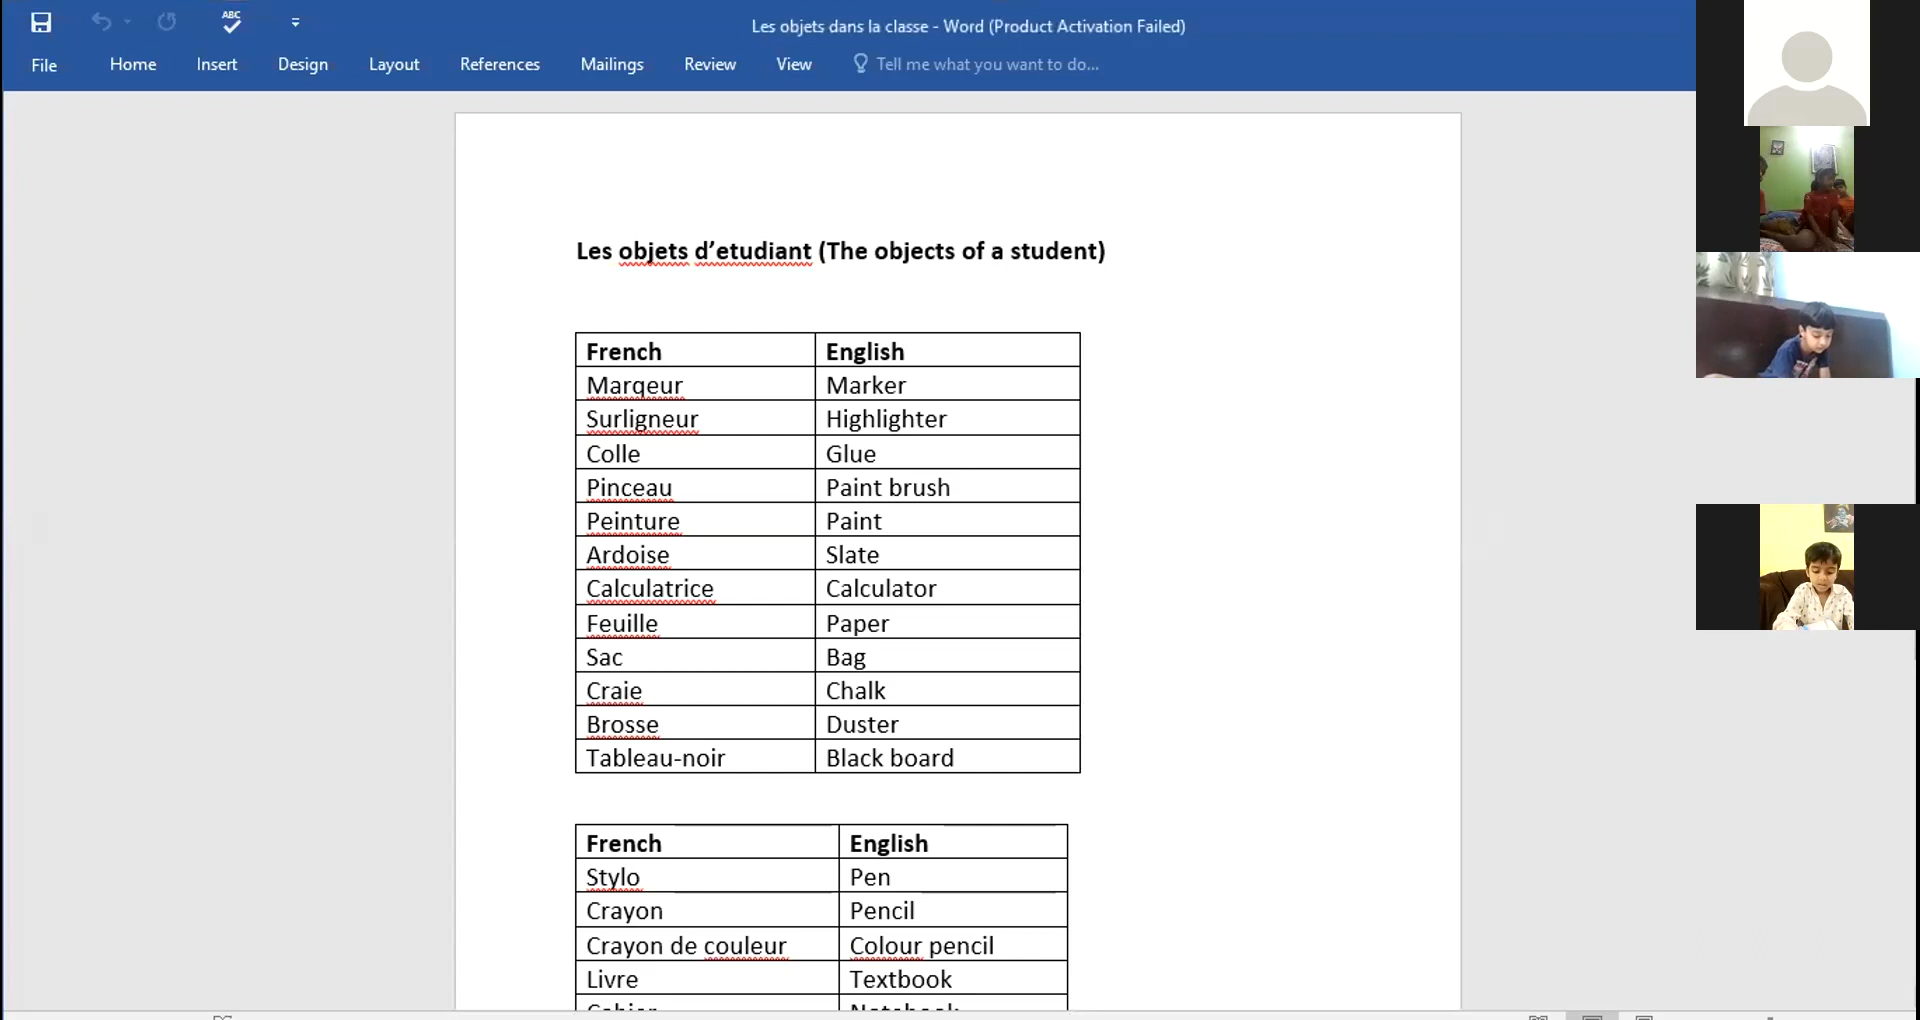 ABC
Les objets dans la classe - Word (Product Activation Failed)
File Home Insert Design Layout References Mailings Review View Tell me what you want to do...
Les objets d’etudiant (The objects of a student)
French English
Marqeur Marker
Surligneur Highlighter
Colle Glue
Pinceau Paint brush
Peinture Paint
Ardoise Slate
Calculatrice Calculator
Feuille Paper
Sac Bag
Craie Chalk
Brosse Duster
Tableau-noir Black board
French English
Stylo Pen
Crayon Pencil
Crayon de couleur Colour pencil
Livre Textbook
Cahier Notebook